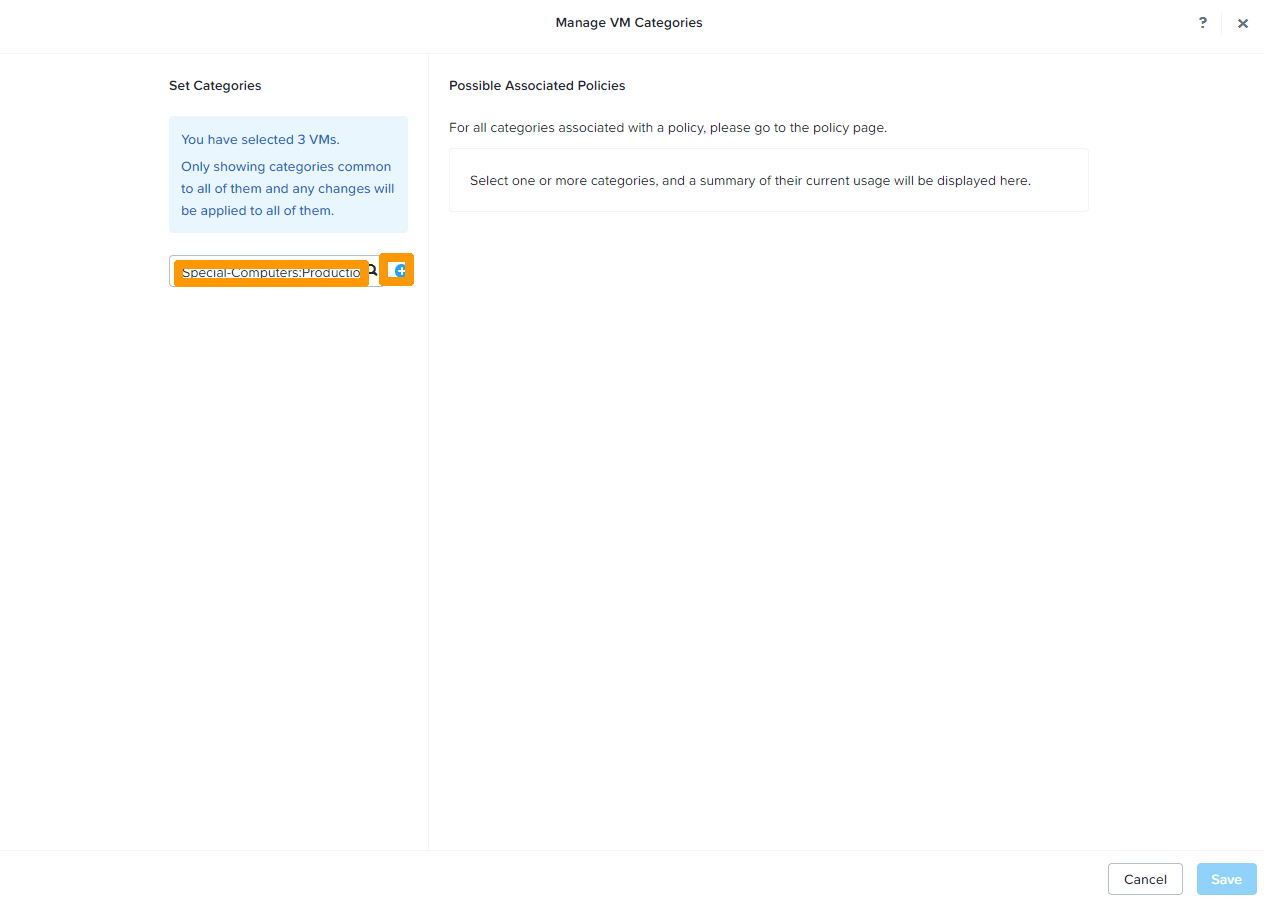 Manage VM Categories
?
Set Categories
You have selected 3 VMs.
Only showing categories common
to all of them and any changes will
be applied to all of them.
Special-Computers:Productio
Possible Associated Policies
For all categories associated with a policy, please go to the policy page.
Select one or more categories, and a summary of their current usage will be displayed here.
Cancel
Save